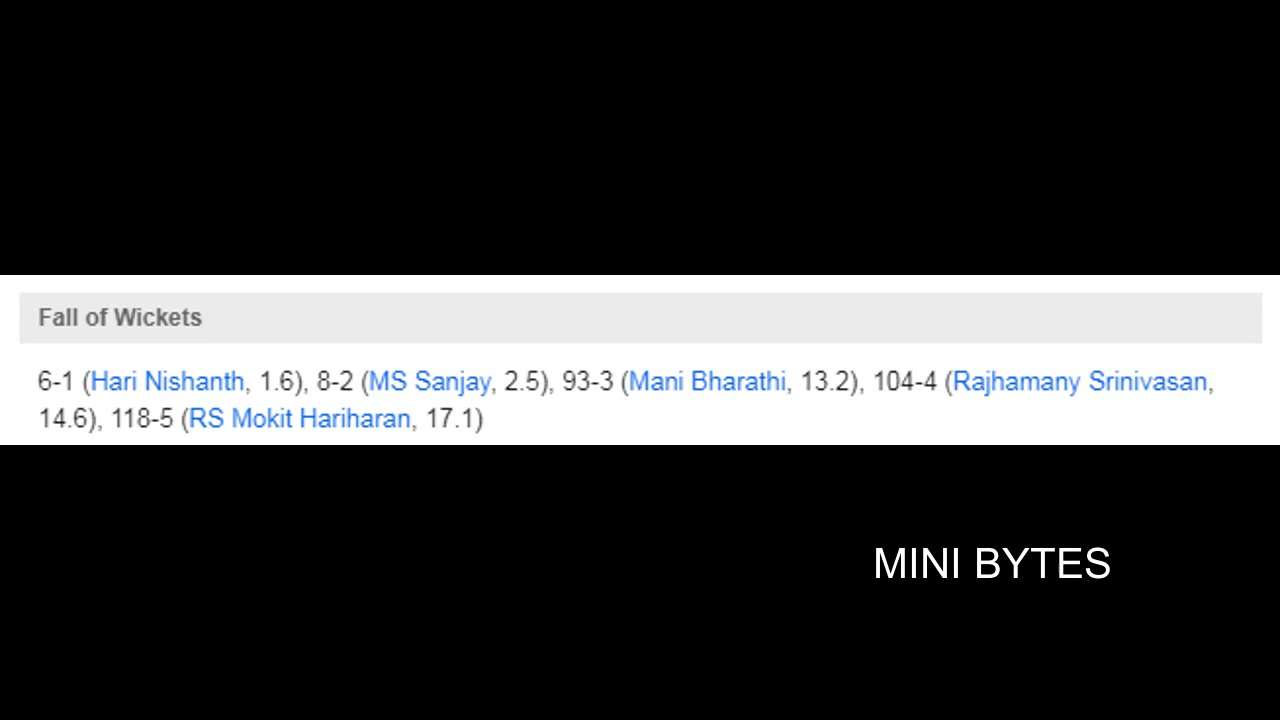 Fall of Wickets
6-1 (Hari Nishanth, 1.6), 8-2 (MS Sanjay, 2.5), 93-3 (Mani Bharathi, 13.2), 104-4 (Rajhamany Srinivasan,
14.6), 118-5 (RS Mokit Hariharan, 17.1)
MINI BYTES